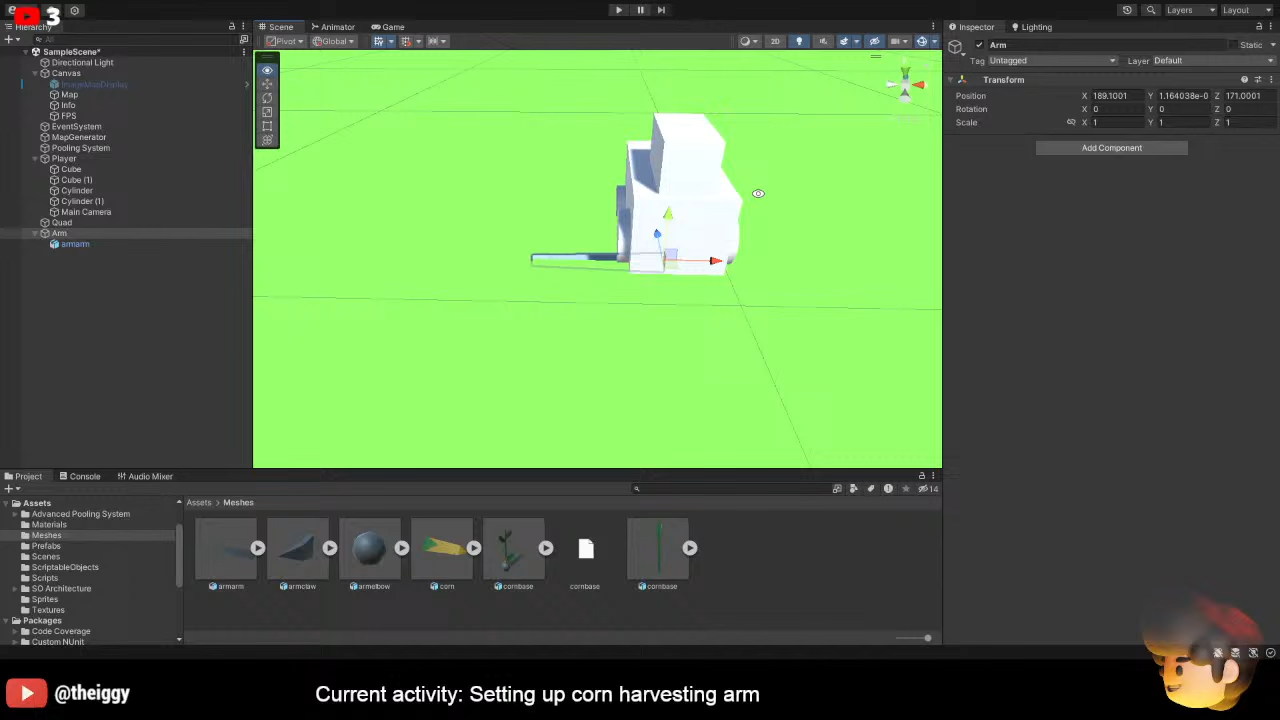 3
Layers
Layout
Hierarchy
All
SampleScene*
Directional Light
Canvas
ImageMapDisplay
Map
Info
FPS
EventSystem
MapGenerator
Pooling System
Player
Cube
Cube (1)
Cylinder
Cylinder (1)
Main Camera
Quad
Arm
armarm
Scene
Animator
Game
Pivot
Global
2D
Inspector
Lighting
Arm
Static
Tag Untagged Layer Default
Transform
Position X 189.1001 Y 1.164038e-0 Z 171.0001
Rotation X 0 Y 0 Z 0
Scale X 1 Y 1 Z 1
Add Component
Project
Console
Audio Mixer
14
Assets
Advanced Pooling System
Materials
Meshes
Prefabs
Scenes
ScriptableObjects
Scripts
SO Architecture
Sprites
Textures
Packages
Code Coverage
Custom NUnit
Assets > Meshes
armarm
armclaw
armelbow
corn
cornbase
cornbase
cornbase
@theiggy
Current activity: Setting up corn harvesting arm